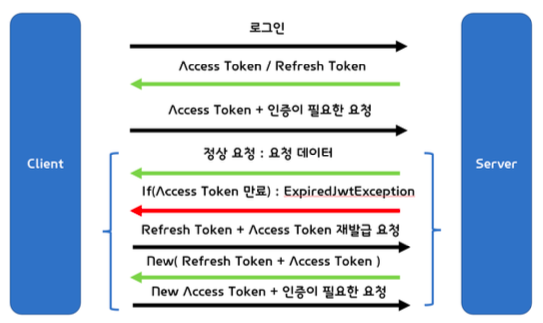 로그인
Access Token / Refresh Token
Access Token + 인증이 필요한 요청
정상 요청 : 요청 데이터
Client
Server
If(Access Token 만료) : ExpiredJwtException
Refresh Token + Access Token 재발급 요청
New( Refresh Token + Access Token )
New Access Token + 인증이 필요한 요청